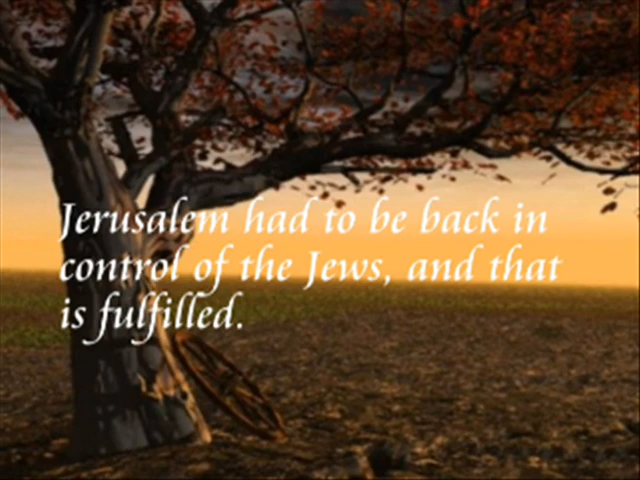 Jerusalem had to be back in
control of the Jews, and that
is fulfilled.